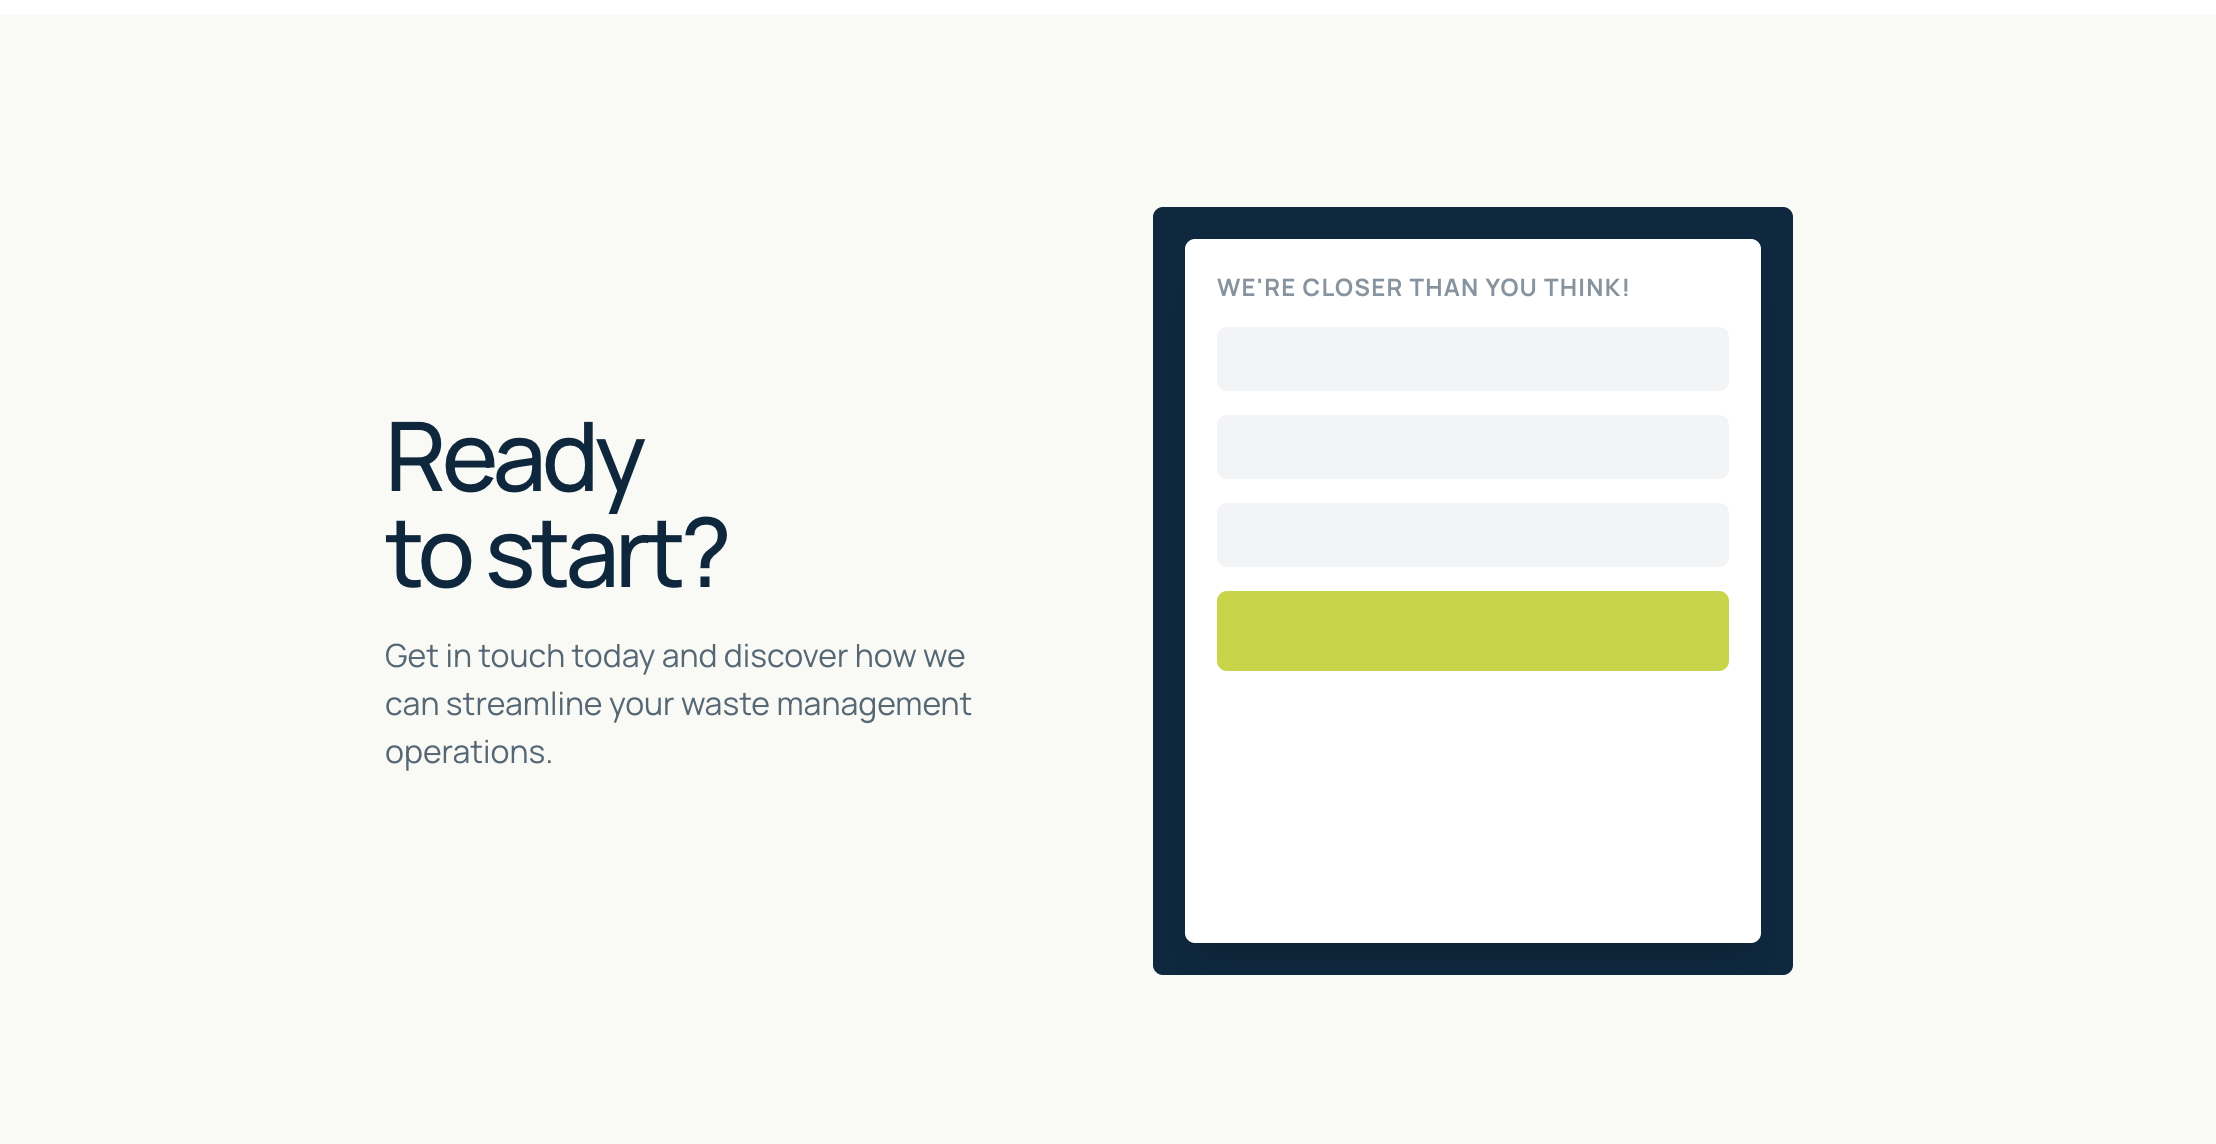 Ready
to start?
Get in touch today and discover how we
can streamline your waste management
operations.
WE'RE CLOSER THAN YOU THINK!